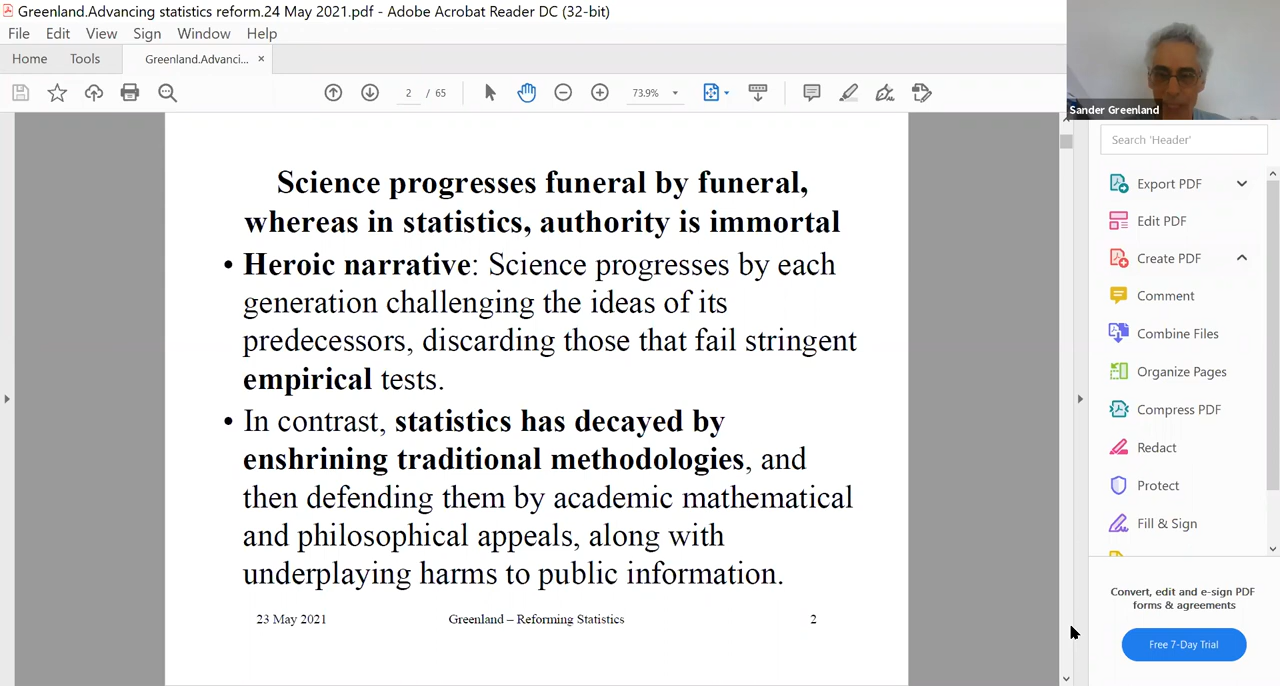 Greenland.Advancing statistics reform.24 May 2021.pdf - Adobe Acrobat Reader DC (32-bit)
File Edit View Sign Window Help
Home Tools Greenland.Advanci... ×
2 / 65 73.9%
Sander Greenland
Search 'Header'
Export PDF
Edit PDF
Create PDF
Comment
Combine Files
Organize Pages
Compress PDF
Redact
Protect
Fill & Sign
Convert, edit and e-sign PDF
forms & agreements
Free 7-Day Trial
Science progresses funeral by funeral,
whereas in statistics, authority is immortal
• Heroic narrative: Science progresses by each
generation challenging the ideas of its
predecessors, discarding those that fail stringent
empirical tests.
• In contrast, statistics has decayed by
enshrining traditional methodologies, and
then defending them by academic mathematical
and philosophical appeals, along with
underplaying harms to public information.
23 May 2021 Greenland – Reforming Statistics 2